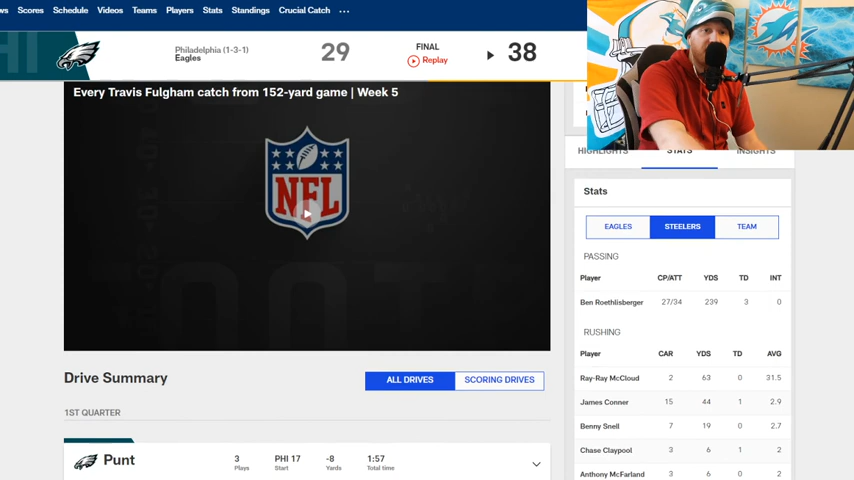 ws Scores Schedule Videos Teams Players Stats Standings Crucial Catch ...
PHI
Philadelphia (1-3-1)
Eagles
29
FINAL
Replay
38
Every Travis Fulgham catch from 152-yard game | Week 5
NFL
HIGHLIGHTS STATS INSIGHTS
Stats
EAGLES STEELERS TEAM
PASSING
Player CP/ATT YDS TD INT
Ben Roethlisberger 27/34 239 3 0
RUSHING
Player CAR YDS TD AVG
Ray-Ray McCloud 2 63 0 31.5
James Conner 15 44 1 2.9
Benny Snell 7 19 0 2.7
Chase Claypool 3 6 1 2
Anthony McFarland 3 6 0 2
Drive Summary
ALL DRIVES SCORING DRIVES
1ST QUARTER
Punt
3 PHI 17 -8 1:57
Plays Start Yards Total time